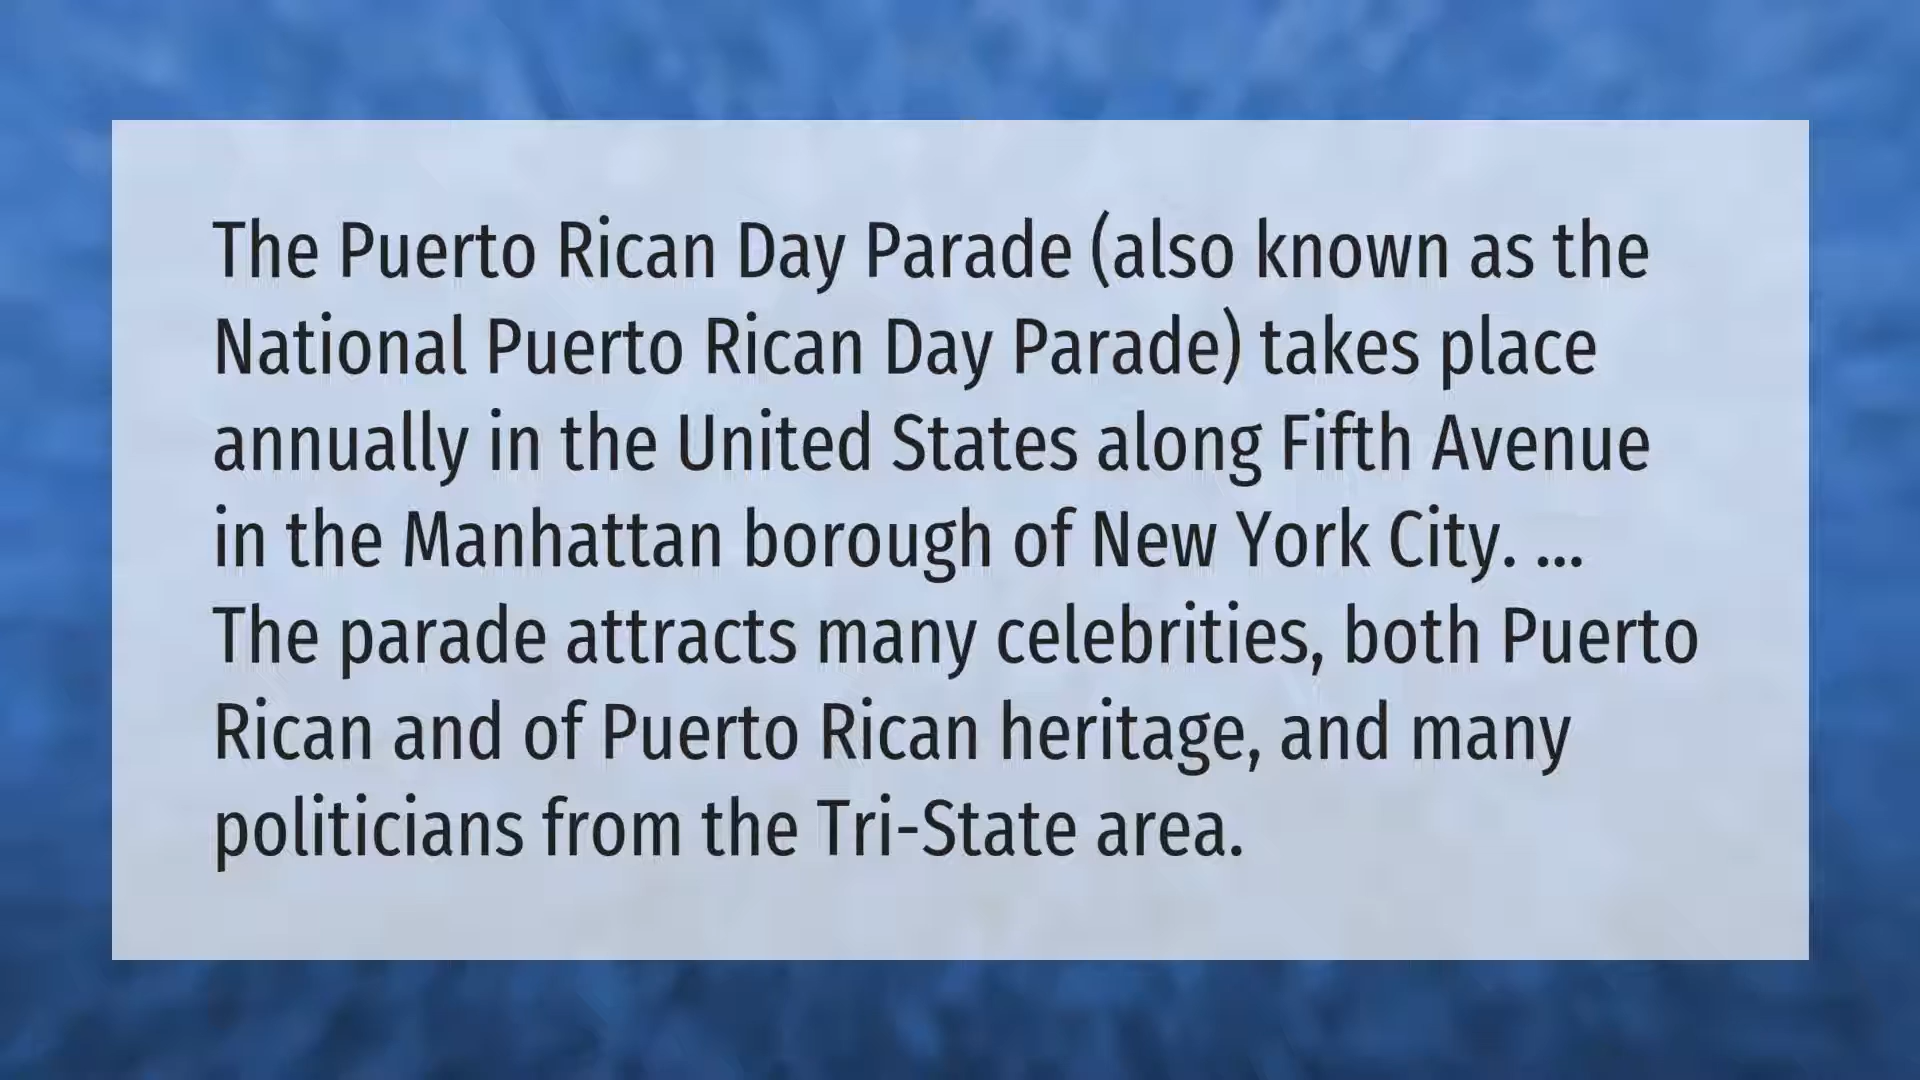 The Puerto Rican Day Parade (also known as the
National Puerto Rican Day Parade) takes place
annually in the United States along Fifth Avenue
in the Manhattan borough of New York City. ...
The parade attracts many celebrities, both Puerto
Rican and of Puerto Rican heritage, and many
politicians from the Tri-State area.